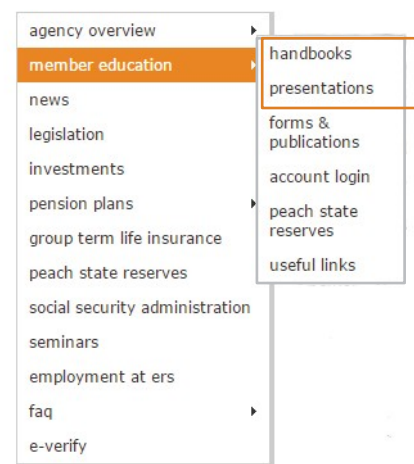 agency overview
member education
news
legislation
investments
pension plans
group term life insurance
peach state reserves
social security administration
seminars
employment at ers
faq
e-verify
handbooks
presentations
forms &
publications
account login
peach state
reserves
useful links